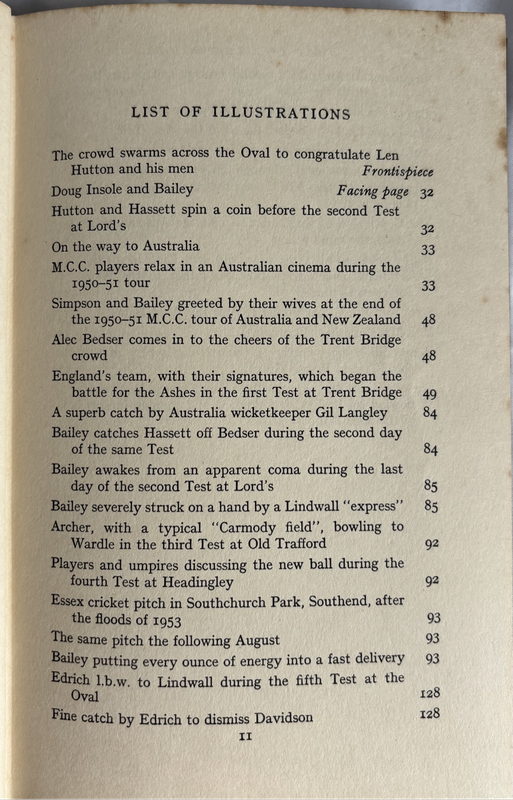 LIST OF ILLUSTRATIONS
The crowd swarms across the Oval to congratulate Len
Hutton and his men Frontispiece
Doug Insole and Bailey Facing page 32
Hutton and Hassett spin a coin before the second Test
at Lord's 32
On the way to Australia 33
M.C.C. players relax in an Australian cinema during the
1950–51 tour 33
Simpson and Bailey greeted by their wives at the end of
the 1950–51 M.C.C. tour of Australia and New Zealand 48
Alec Bedser comes in to the cheers of the Trent Bridge
crowd 48
England's team, with their signatures, which began the
battle for the Ashes in the first Test at Trent Bridge 49
A superb catch by Australia wicketkeeper Gil Langley 84
Bailey catches Hassett off Bedser during the second day
of the same Test 84
Bailey awakes from an apparent coma during the last
day of the second Test at Lord's 85
Bailey severely struck on a hand by a Lindwall "express" 85
Archer, with a typical "Carmody field", bowling to
Wardle in the third Test at Old Trafford 92
Players and umpires discussing the new ball during the
fourth Test at Headingley 92
Essex cricket pitch in Southchurch Park, Southend, after
the floods of 1953 93
The same pitch the following August 93
Bailey putting every ounce of energy into a fast delivery 93
Edrich l.b.w. to Lindwall during the fifth Test at the
Oval 128
Fine catch by Edrich to dismiss Davidson 128
11